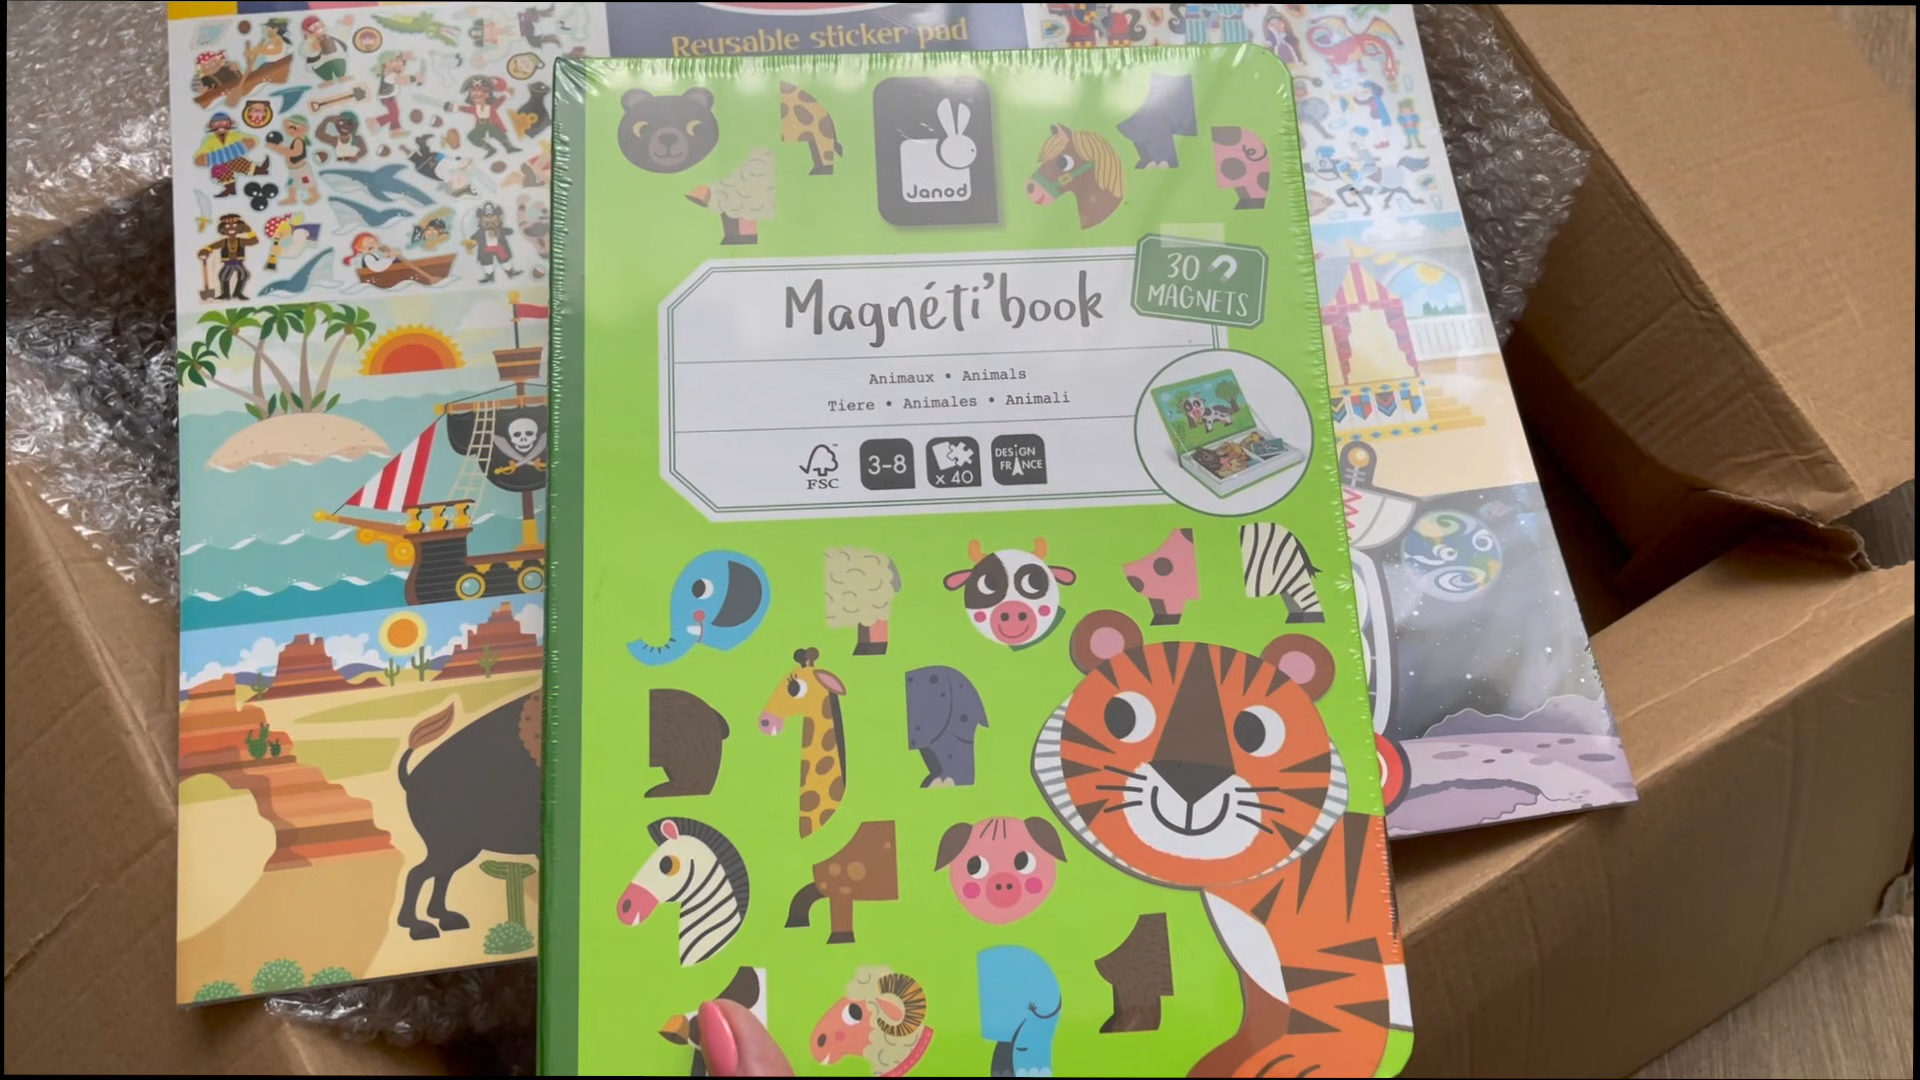 Reusable sticker pad
Janod
Magnéti'book
30
MAGNETS
Animaux • Animals
Tiere • Animales • Animali
FSC
3-8
x 40
DESIGN
FRANCE